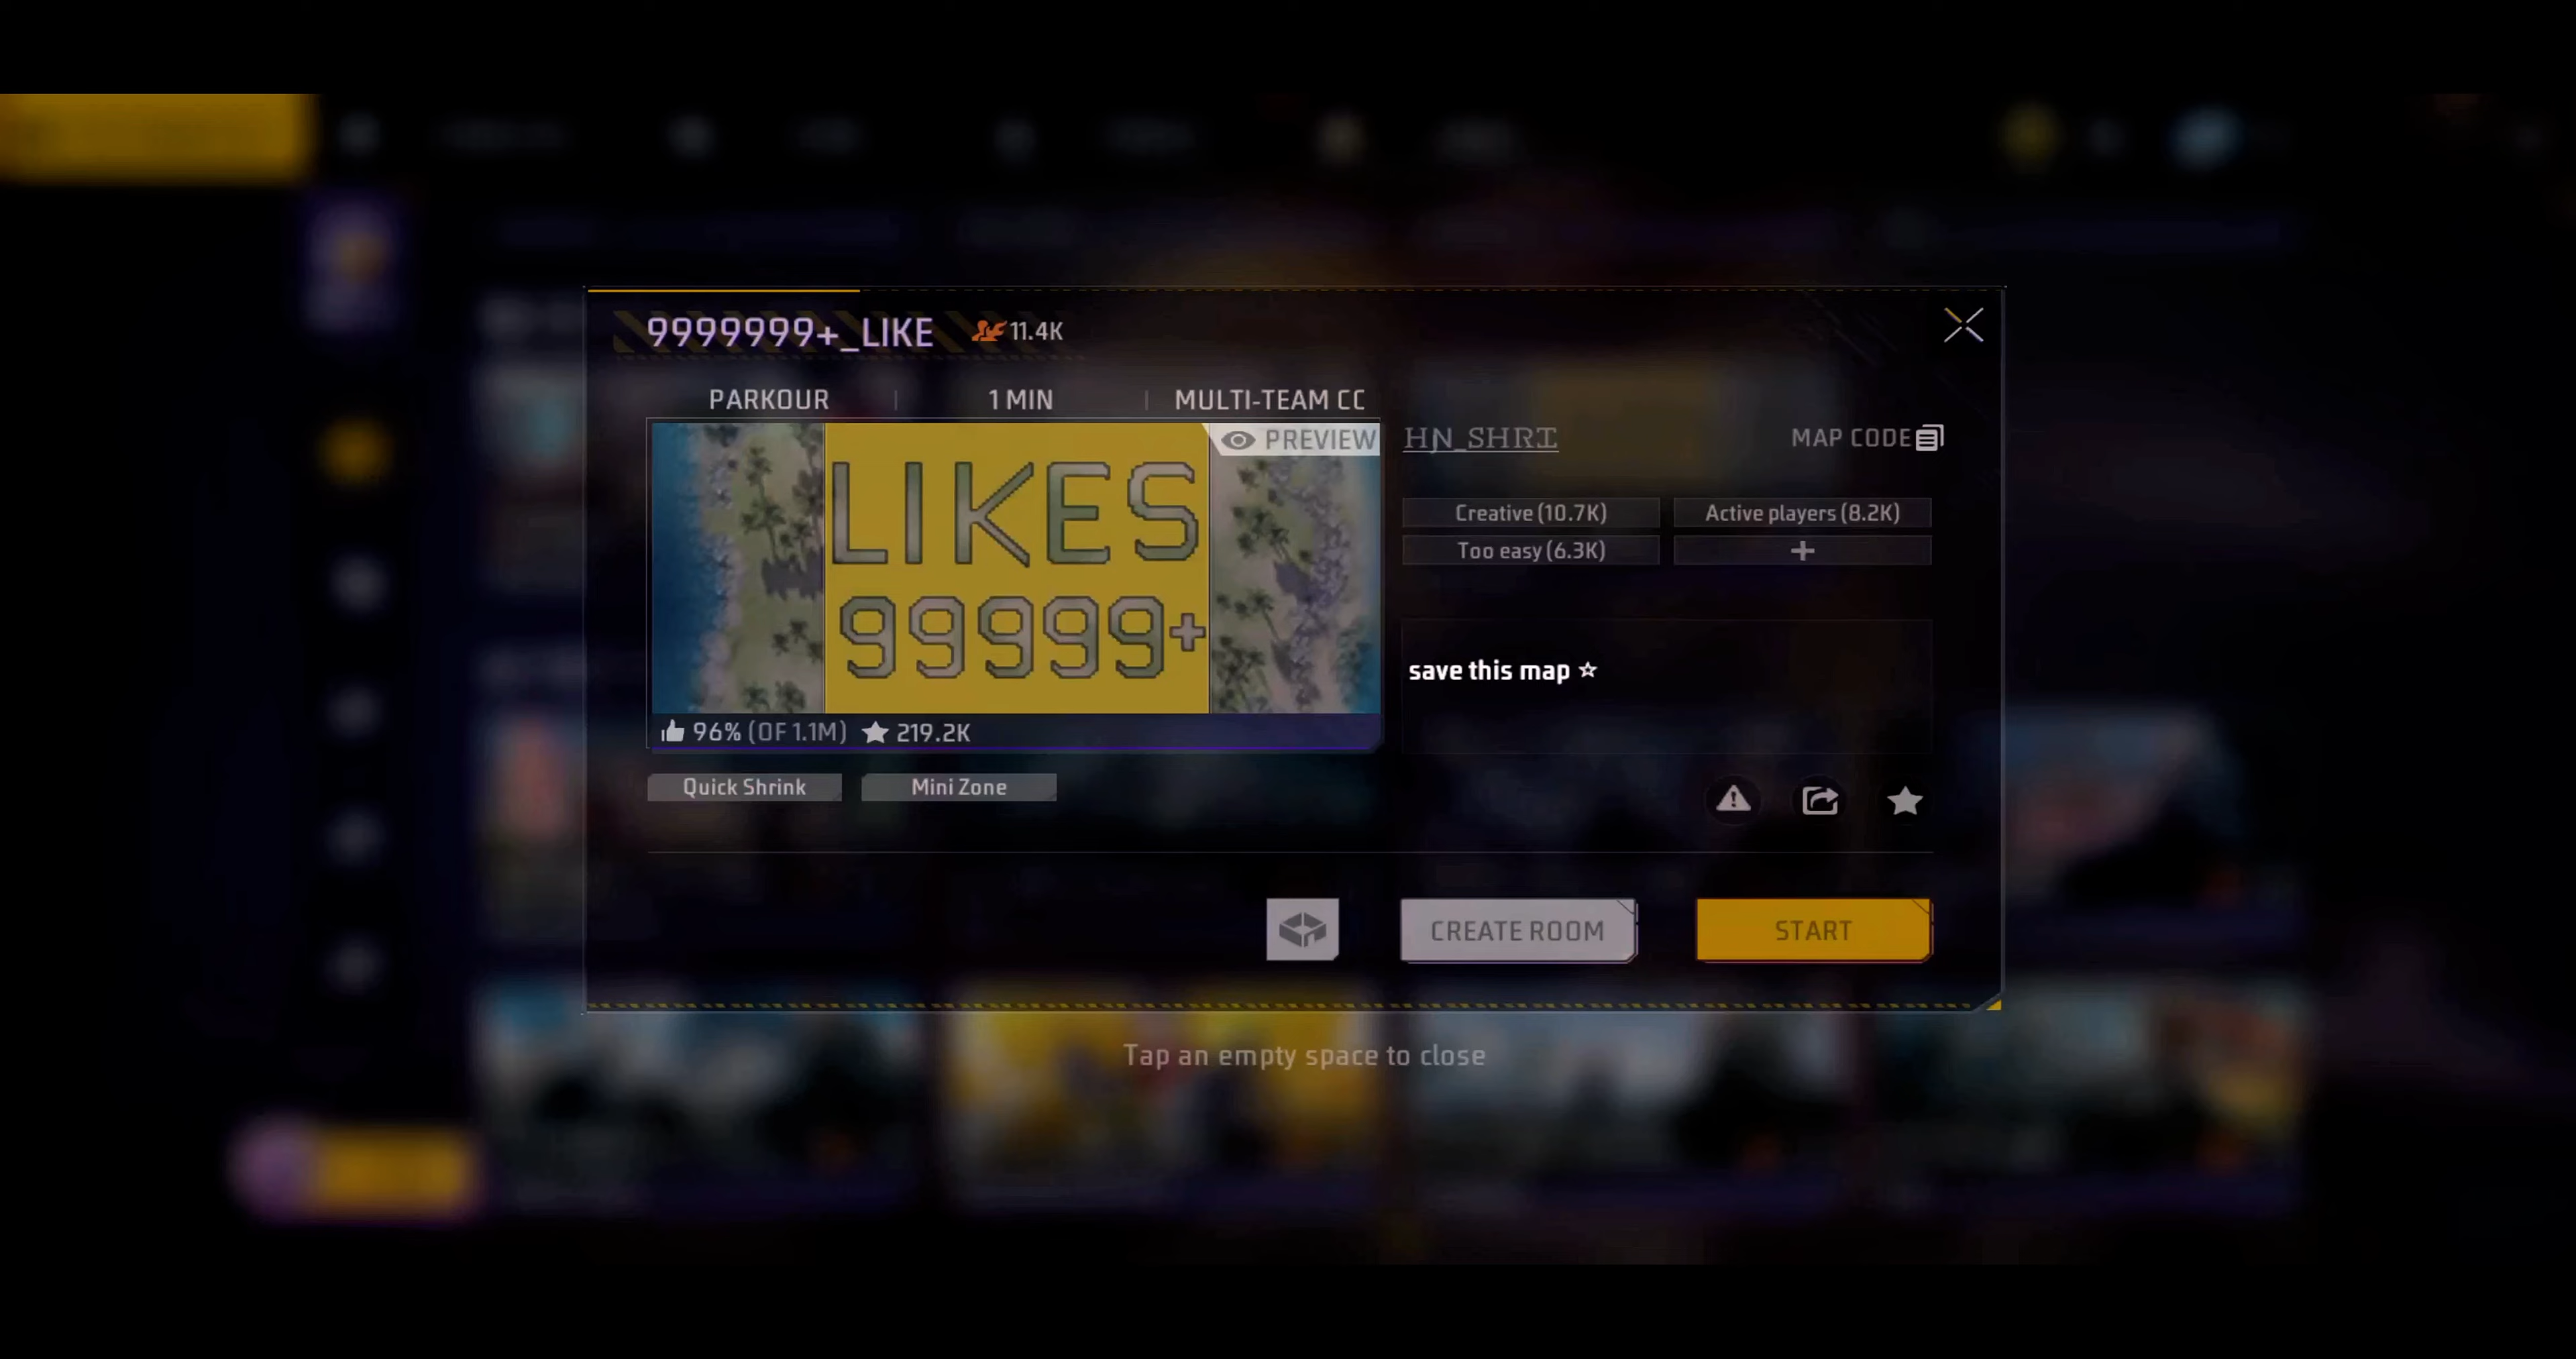 9999999+_LIKE 11.4K
PARKOUR 1 MIN MULTI-TEAM CC
PREVIEW
LIKES
99999+
96% (OF 1.1M) ★ 219.2K
Quick Shrink Mini Zone
HN_SHRI MAP CODE
Creative (10.7K) Active players (8.2K)
Too easy (6.3K) +
save this map ☆
CREATE ROOM START
Tap an empty space to close